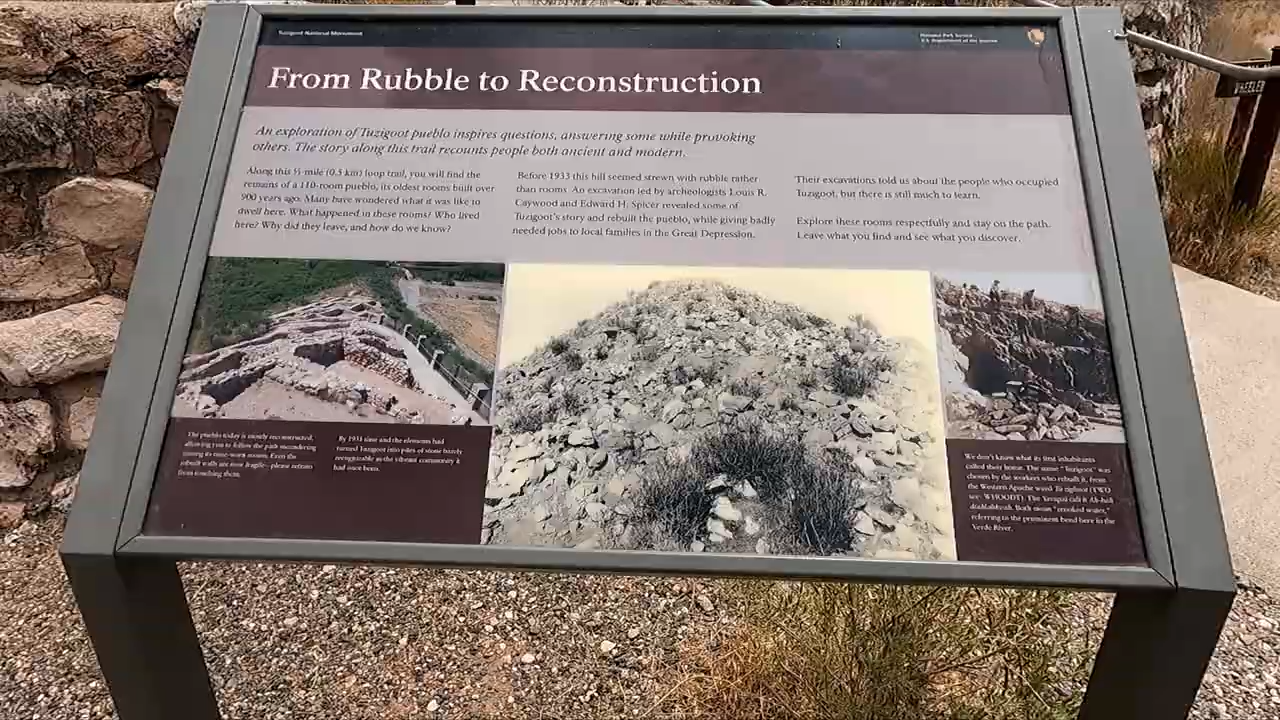 Tuzigoot National Monument
National Park Service
U.S. Department of the Interior
From Rubble to Reconstruction
An exploration of Tuzigoot pueblo inspires questions, answering some while provoking
others. The story along this trail recounts people both ancient and modern.
Along this ⅓-mile (0.5 km) loop trail, you will find the
remains of a 110-room pueblo, its oldest rooms built over
900 years ago. Many have wondered what it was like to
dwell here. What happened in these rooms? Who lived
here? Why did they leave, and how do we know?
Before 1933 this hill seemed strewn with rubble rather
than rooms. An excavation led by archeologists Louis R.
Caywood and Edward H. Spicer revealed some of
Tuzigoot's story and rebuilt the pueblo, while giving badly
needed jobs to local families in the Great Depression.
Their excavations told us about the people who occupied
Tuzigoot, but there is still much to learn.
Explore these rooms respectfully and stay on the path.
Leave what you find and see what you discover.
The pueblo today is mostly reconstructed,
allowing you to follow the path meandering
among its time-worn rooms. Even the
rebuilt walls are now fragile—please refrain
from touching them.
By 1933 time and the elements had
turned Tuzigoot into piles of stone barely
recognizable as the vibrant community it
had once been.
We don't know what its first inhabitants
called their home. The name "Tuzigoot" was
chosen by the workers who rebuilt it, from
the Western Apache word
The Yavapai call it
Both mean "crooked water,"
referring to the prominent bend here in the
Verde River.
WHEELCH